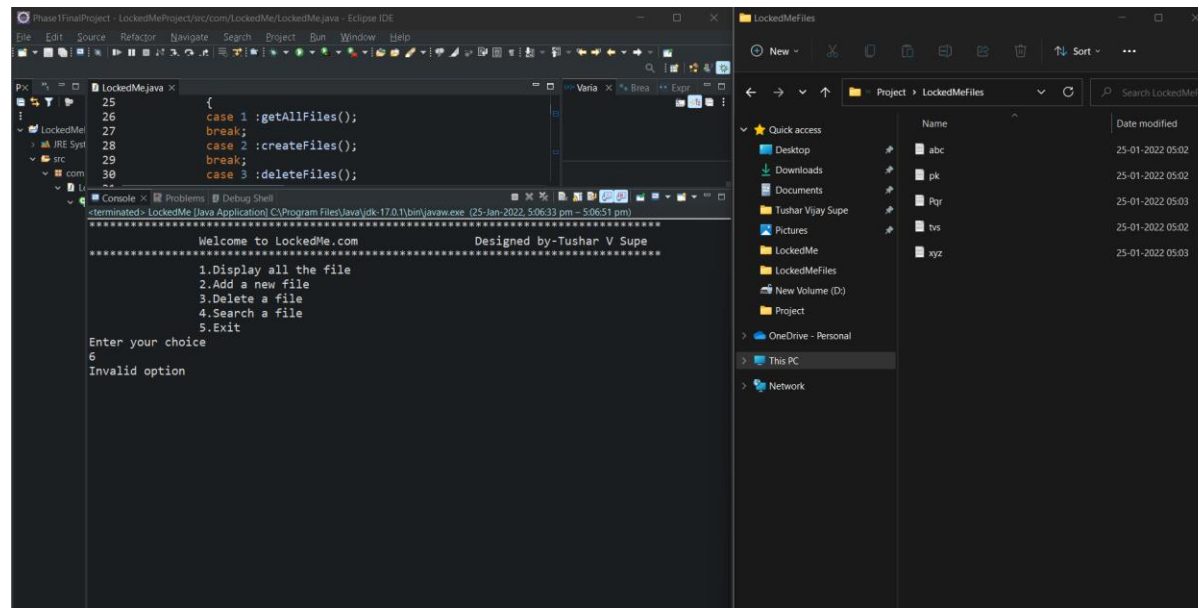 Phase1FinalProject - LockedMeProject/src/com/LockedMe/LockedMe.java - Eclipse IDE
File Edit Source Refactor Navigate Search Project Run Window Help
LockedMe.java
Varia Brea Expr
25 {
26 case 1 :getAllFiles();
27 break;
28 case 2 :createFiles();
29 break;
30 case 3 :deleteFiles();
LockedMe
JRE Syst
src
com
Console Problems Debug Shell
<terminated> LockedMe [Java Application] C:\Program Files\Java\jdk-17.0.1\bin\javaw.exe (25-Jan-2022, 5:06:33 pm – 5:06:51 pm)
Welcome to LockedMe.com Designed by-Tushar V Supe
1.Display all the file
2.Add a new file
3.Delete a file
4.Search a file
5.Exit
Enter your choice
6
Invalid option
LockedMeFiles
New Sort
Project > LockedMeFiles
Search LockedMeF
Quick access
Desktop
Downloads
Documents
Tushar Vijay Supe
Pictures
LockedMe
LockedMeFiles
New Volume (D:)
Project
OneDrive - Personal
This PC
Network
Name Date modified
abc 25-01-2022 05:02
pk 25-01-2022 05:02
Pqr 25-01-2022 05:03
tvs 25-01-2022 05:02
xyz 25-01-2022 05:03